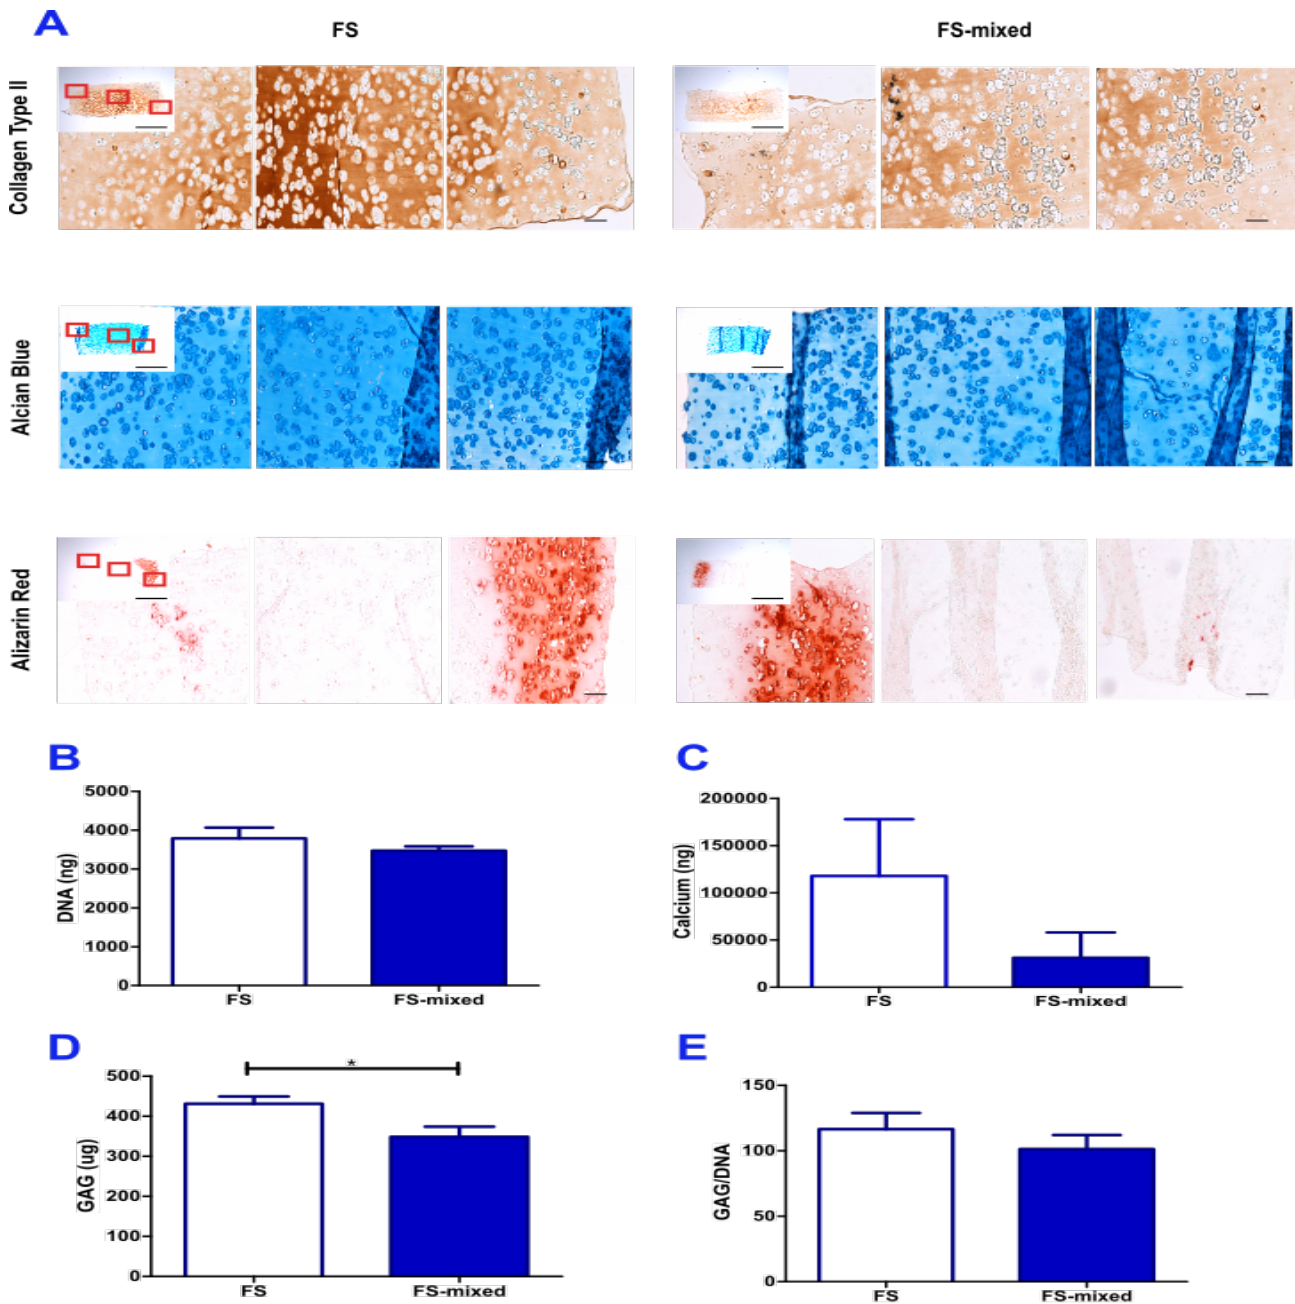 A
FS
FS-mixed
Collagen Type II
Alcian Blue
Alizarin Red
B
5000
4000
3000
2000
1000
0
DNA (ng)
FS
FS-mixed
C
200000
150000
100000
50000
0
Calcium (ng)
FS
FS-mixed
D
*
500
400
300
200
100
0
GAG (ug)
FS
FS-mixed
E
150
100
50
0
GAG/DNA
FS
FS-mixed